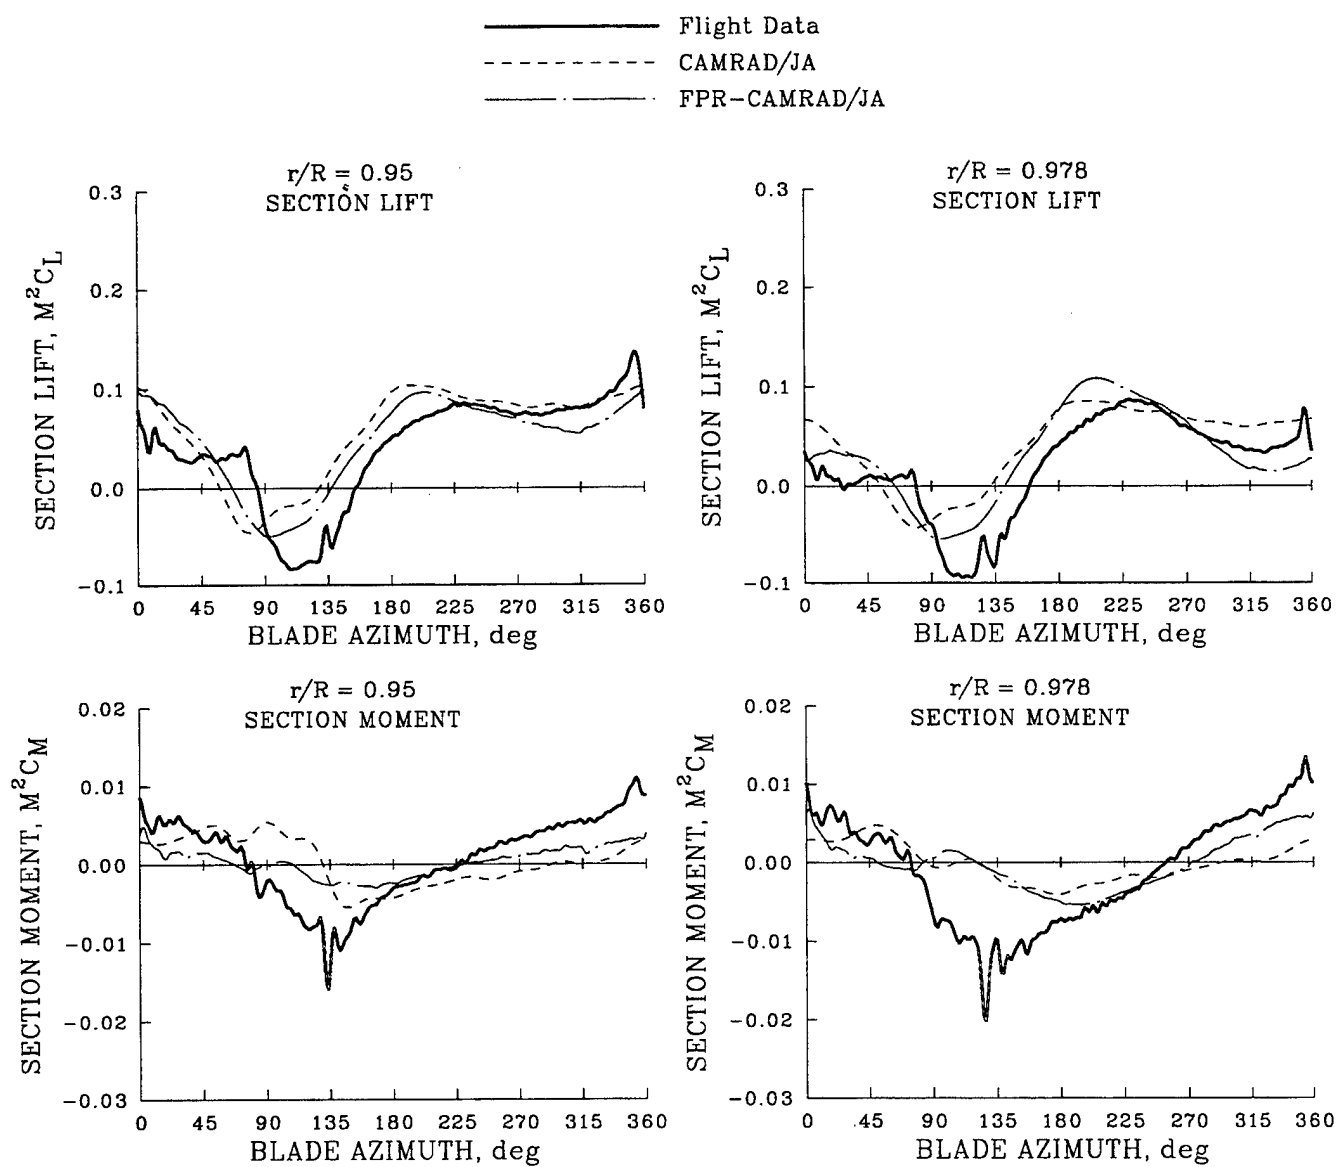 Flight Data
CAMRAD/JA
FPR-CAMRAD/JA
r/R = 0.95
SECTION LIFT
0.3
0.2
0.1
0.0
-0.1
SECTION LIFT, M²C_L
0 45 90 135 180 225 270 315 360
BLADE AZIMUTH, deg
r/R = 0.978
SECTION LIFT
0.3
0.2
0.1
0.0
-0.1
SECTION LIFT, M²C_L
0 45 90 135 180 225 270 315 360
BLADE AZIMUTH, deg
r/R = 0.95
SECTION MOMENT
0.02
0.01
0.00
-0.01
-0.02
-0.03
SECTION MOMENT, M²C_M
0 45 90 135 180 225 270 315 360
BLADE AZIMUTH, deg
r/R = 0.978
SECTION MOMENT
0.02
0.01
0.00
-0.01
-0.02
-0.03
SECTION MOMENT, M²C_M
0 45 90 135 180 225 270 315 360
BLADE AZIMUTH, deg